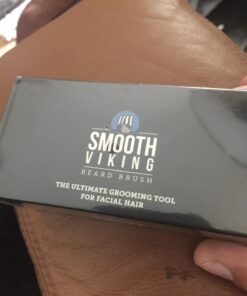 SMOOTH
VIKING
BEARD BRUSH
THE ULTIMATE GROOMING TOOL
FOR FACIAL HAIR